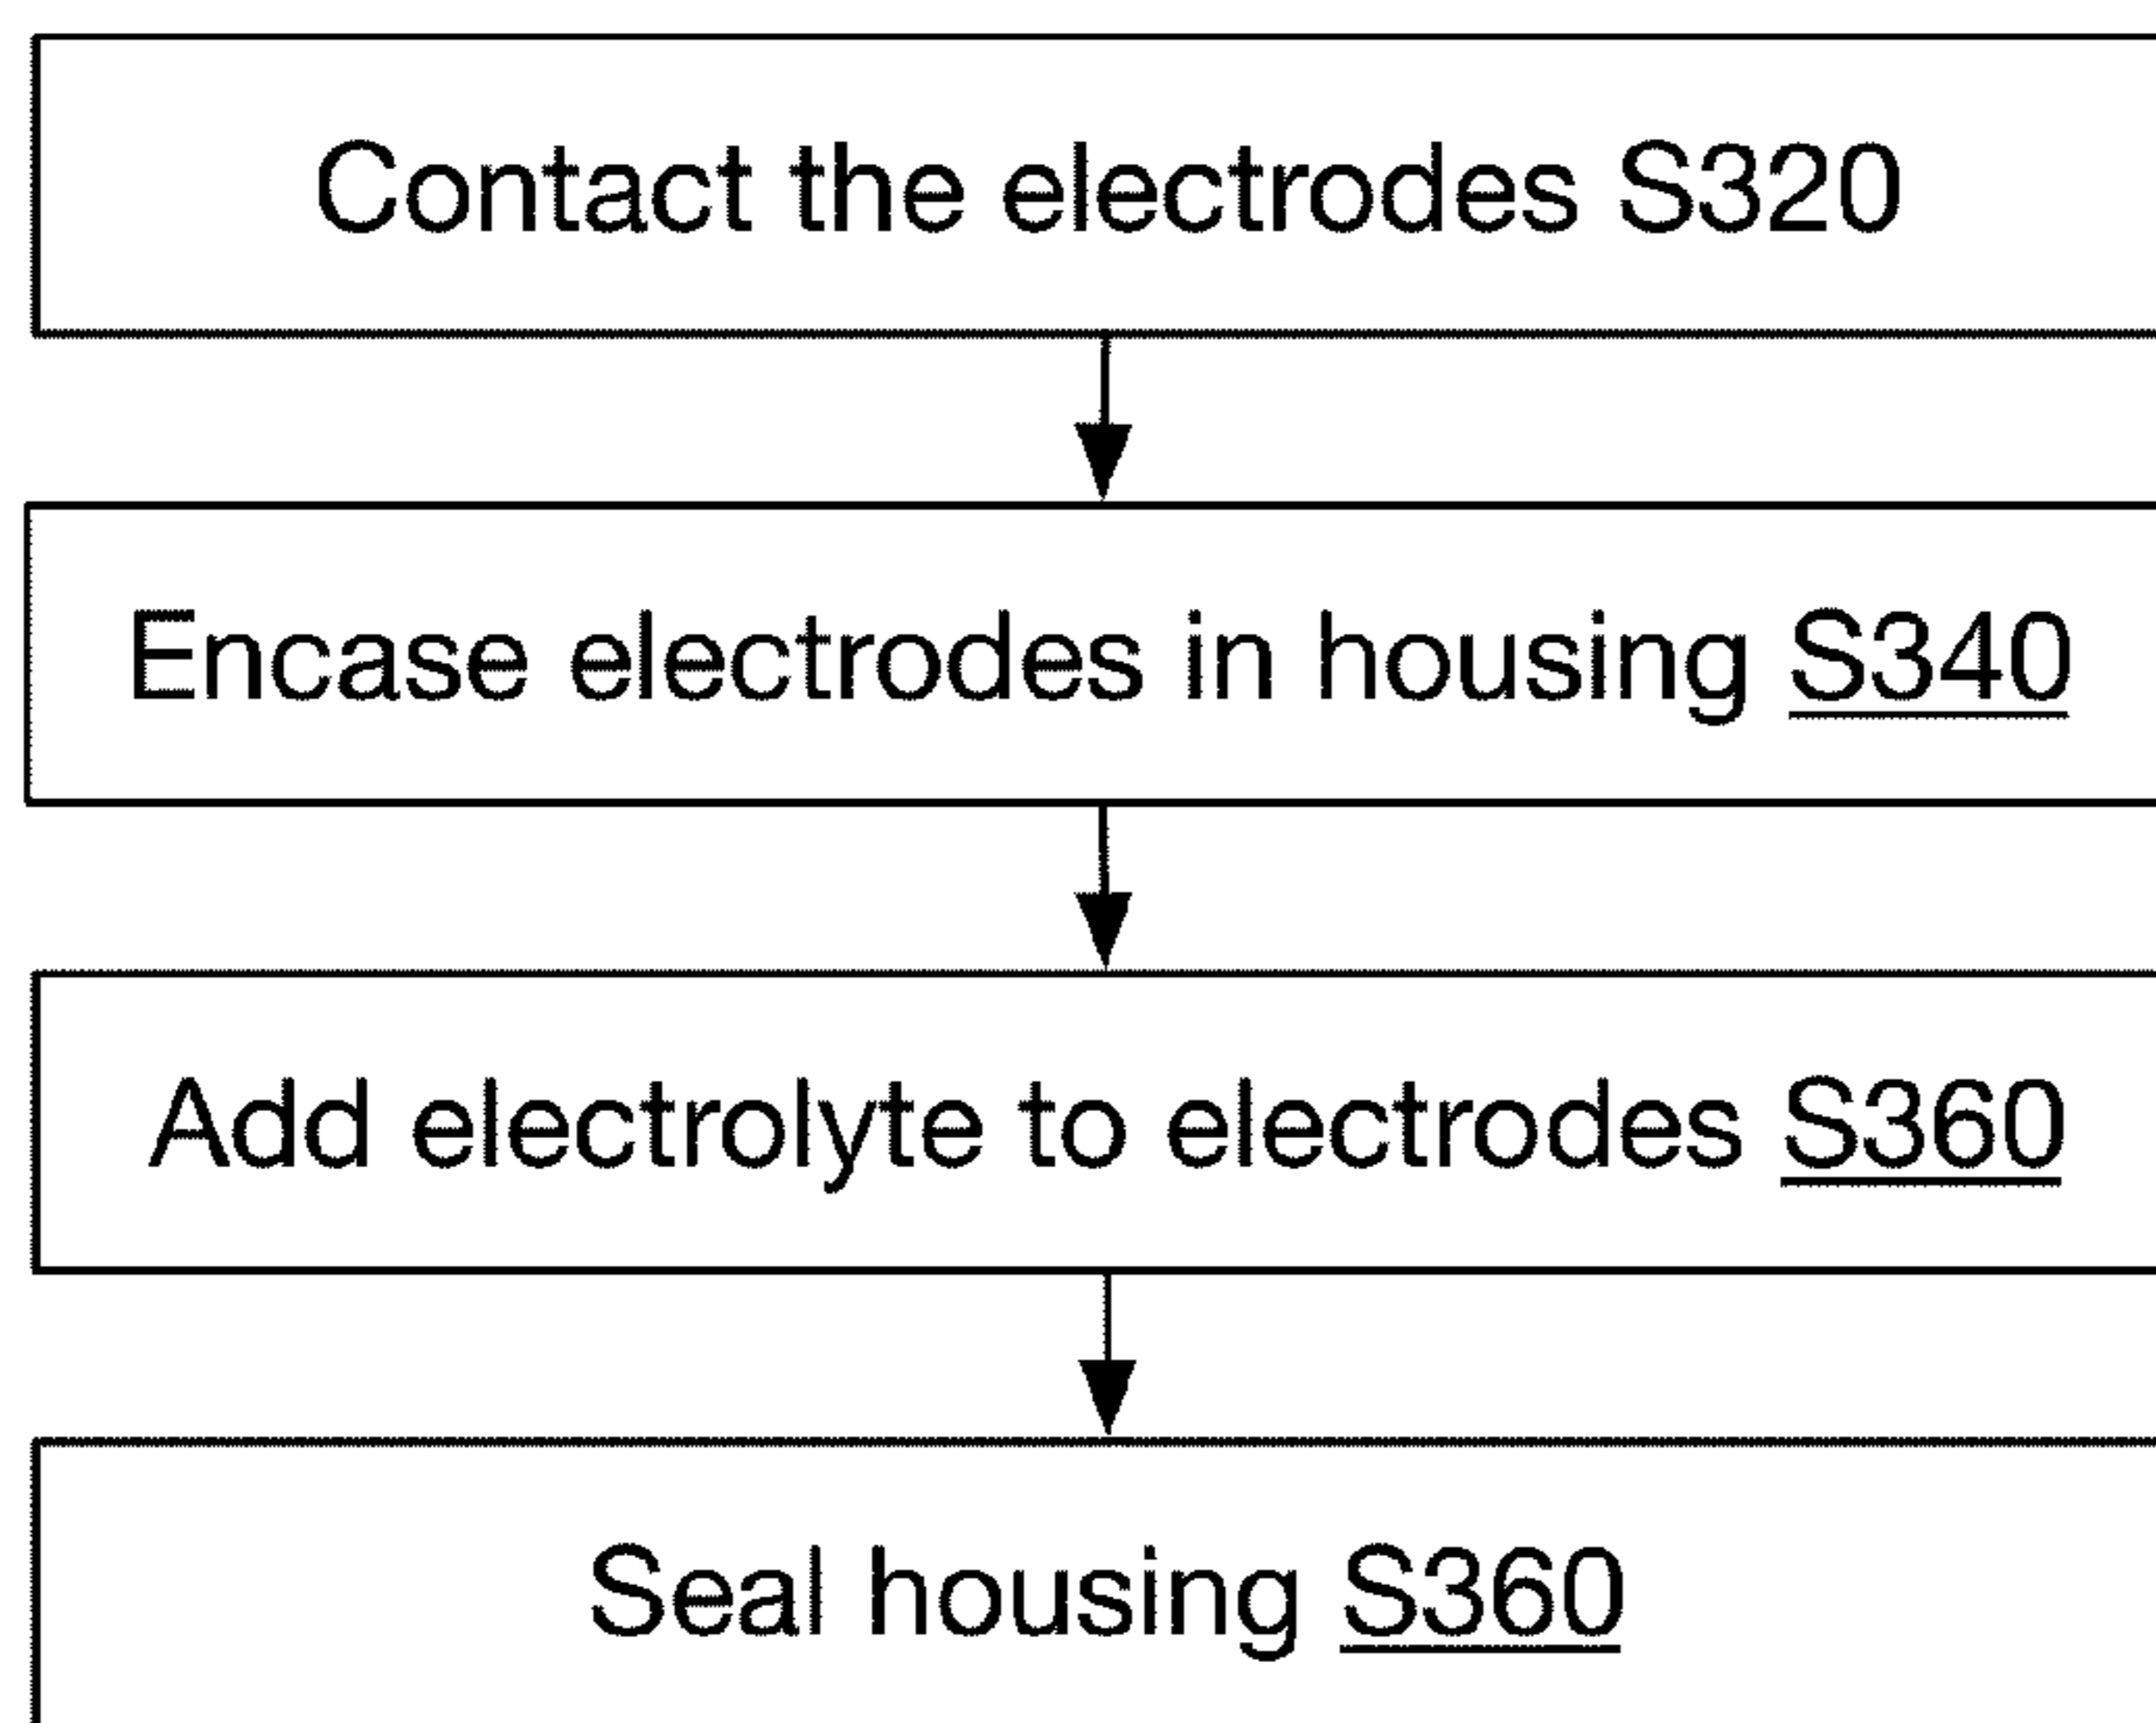 Contact the electrodes S320
Encase electrodes in housing S340
Add electrolyte to electrodes S360
Seal housing S360